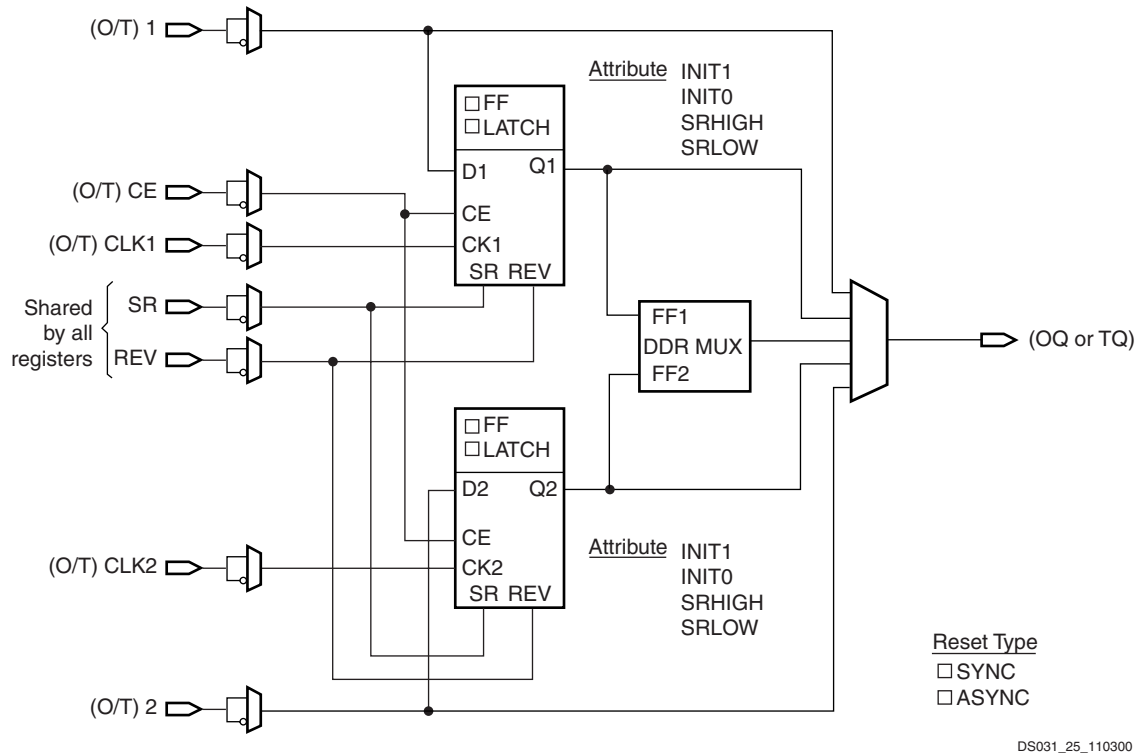 (O/T) 1
Attribute INIT1
INIT0
SRHIGH
SRLOW
FF
LATCH
D1 Q1
(O/T) CE
CE
(O/T) CLK1
CK1
SR REV
Shared
by all
registers
SR
REV
FF1
DDR MUX
FF2
(OQ or TQ)
FF
LATCH
D2 Q2
CE
Attribute INIT1
INIT0
SRHIGH
SRLOW
(O/T) CLK2
CK2
SR REV
Reset Type
SYNC
ASYNC
(O/T) 2
DS031_25_110300